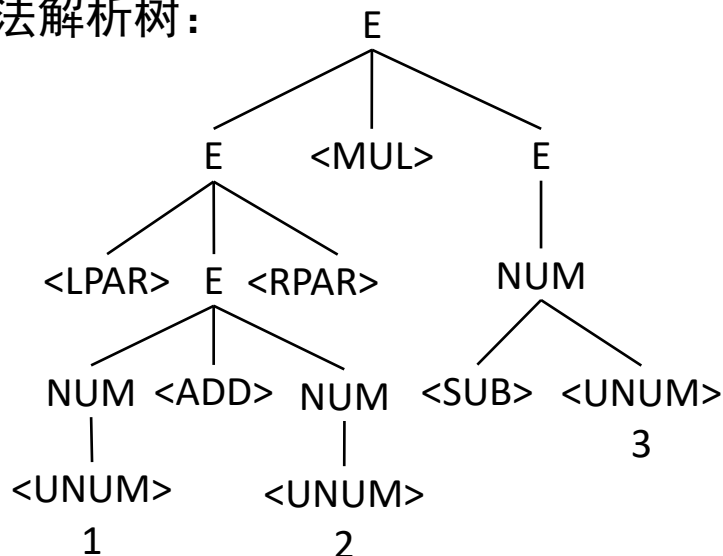 法解析树：
E
E <MUL> E
<LPAR> E <RPAR> NUM
NUM <ADD> NUM <SUB> <UNUM>
3
<UNUM> <UNUM>
1 2